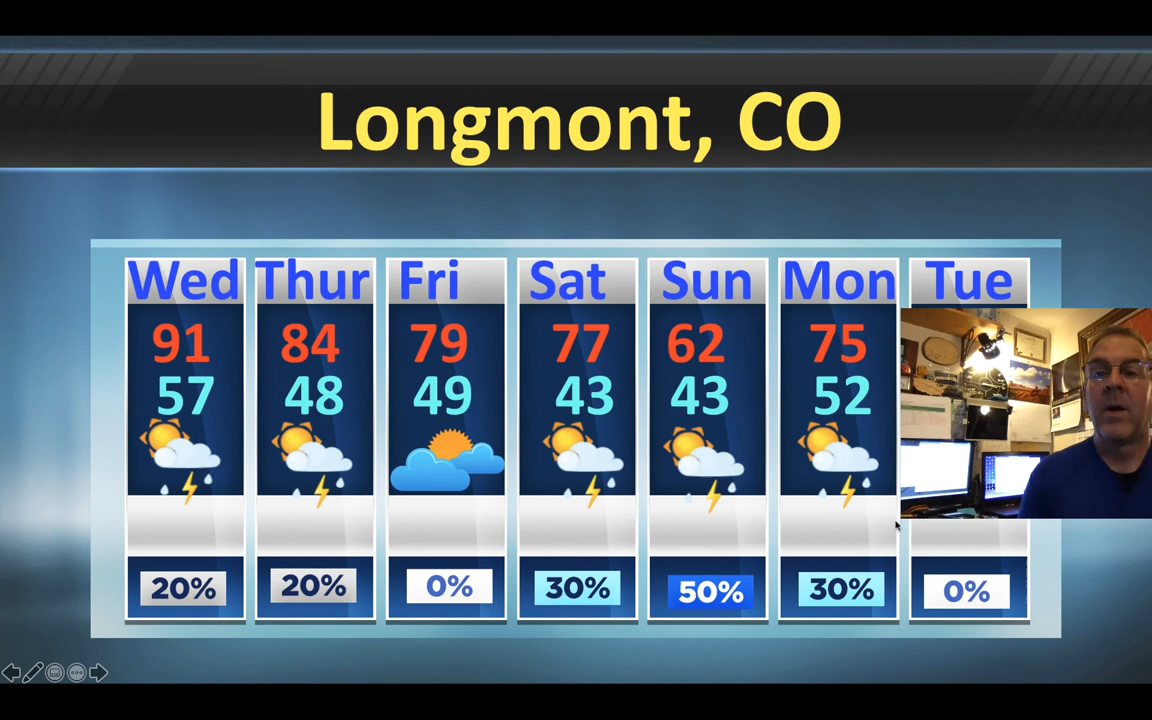 Longmont, CO
Wed Thur Fri Sat Sun Mon Tue
91 84 79 77 62 75
57 48 49 43 43 52
20% 20% 0% 30% 50% 30% 0%